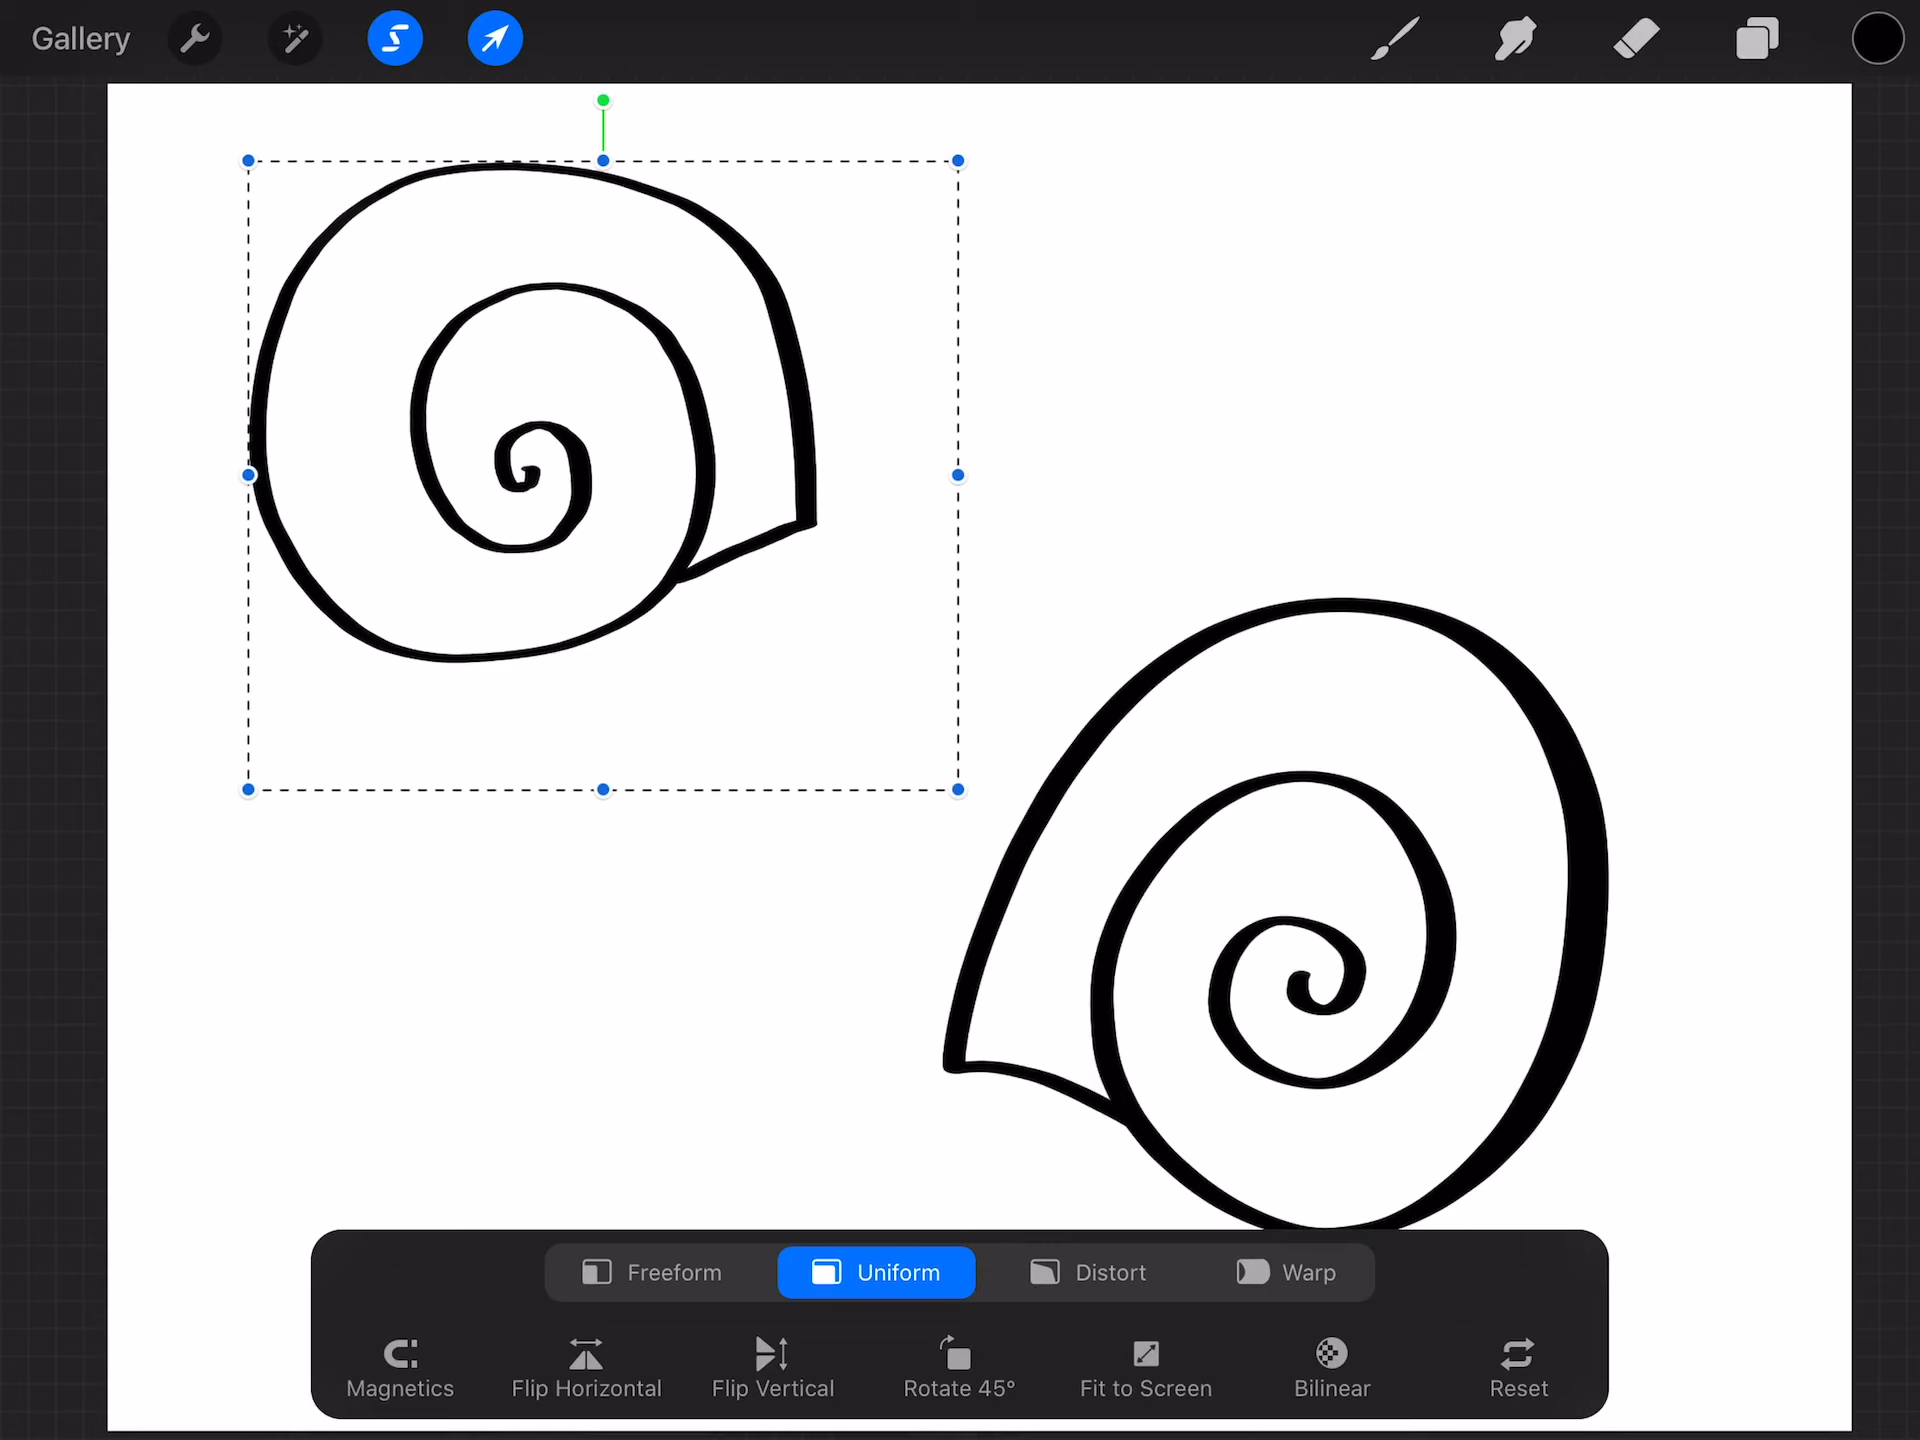 Gallery
Freeform Uniform Distort Warp
Magnetics Flip Horizontal Flip Vertical Rotate 45° Fit to Screen Bilinear Reset